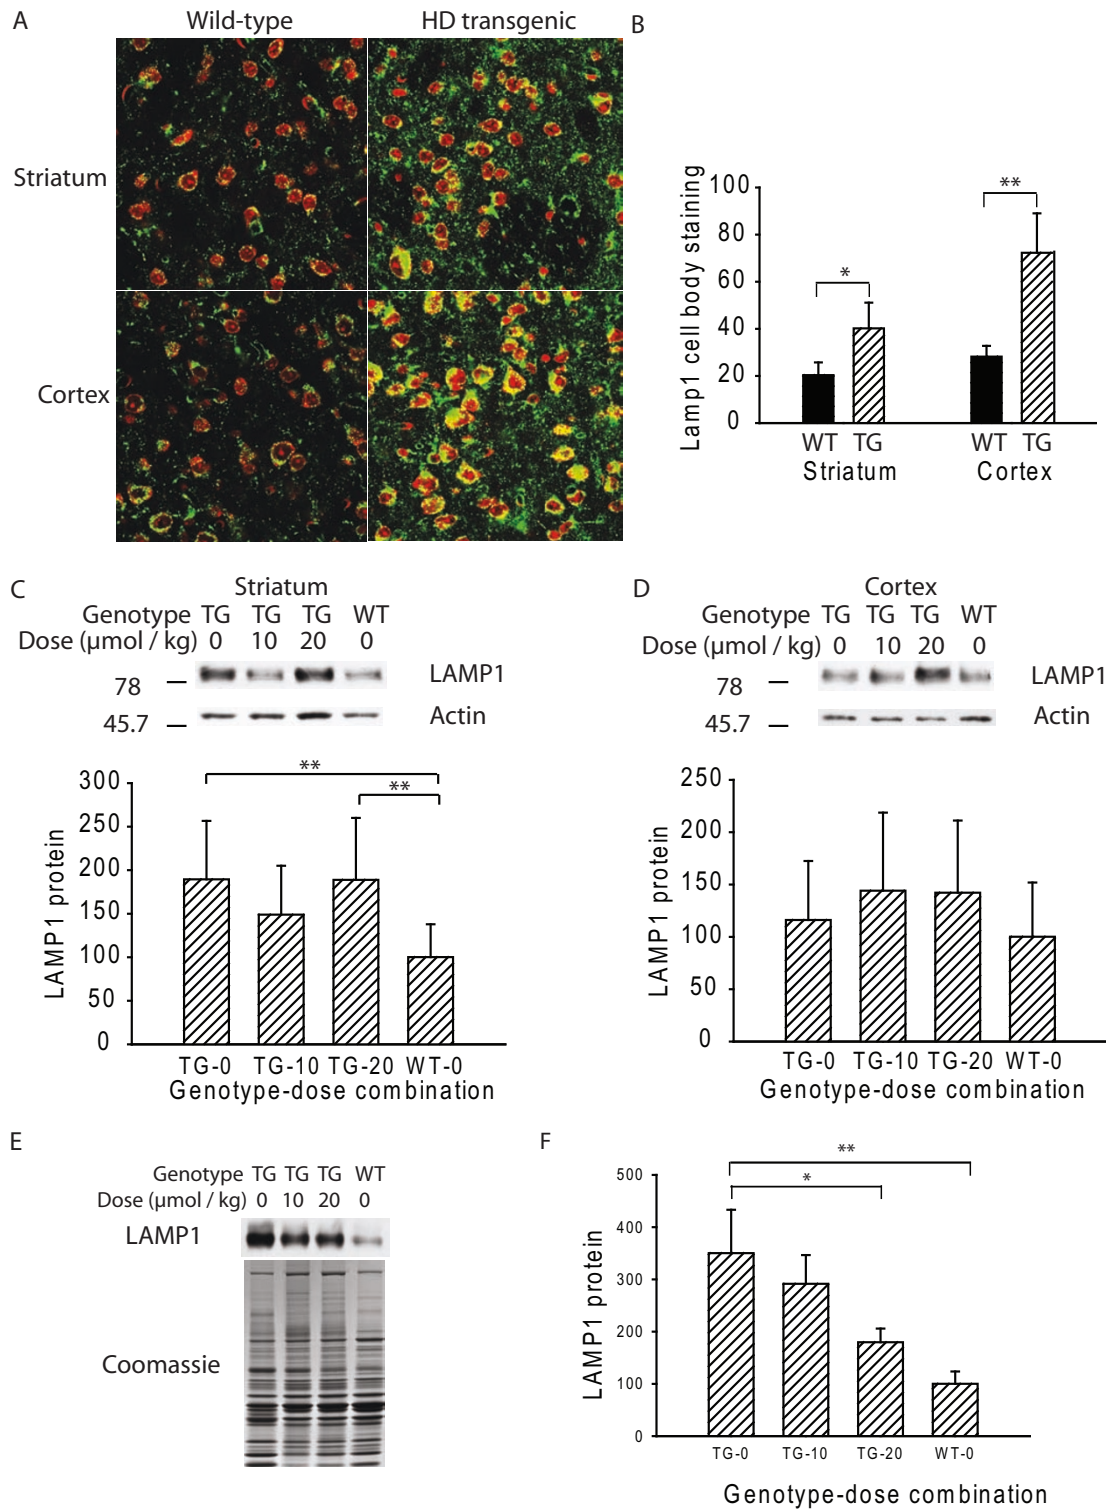 A
Wild-type
HD transgenic
Striatum
Cortex
B
Lamp1 cell body staining
100
80
60
40
20
0
*
**
WT TG WT TG
Striatum Cortex
C
Striatum
Genotype TG TG TG WT
Dose (µmol / kg) 0 10 20 0
78
LAMP1
45.7
Actin
LAMP1 protein
300
250
200
150
100
50
0
**
**
TG-0 TG-10 TG-20 WT-0
Genotype-dose combination
D
Cortex
Genotype TG TG TG WT
Dose (µmol / kg) 0 10 20 0
78
LAMP1
45.7
Actin
LAMP1 protein
250
200
150
100
50
0
TG-0 TG-10 TG-20 WT-0
Genotype-dose combination
E
Genotype TG TG TG WT
Dose (µmol / kg) 0 10 20 0
LAMP1
Coomassie
F
LAMP1 protein
500
400
300
200
100
0
**
*
TG-0 TG-10 TG-20 WT-0
Genotype-dose combination